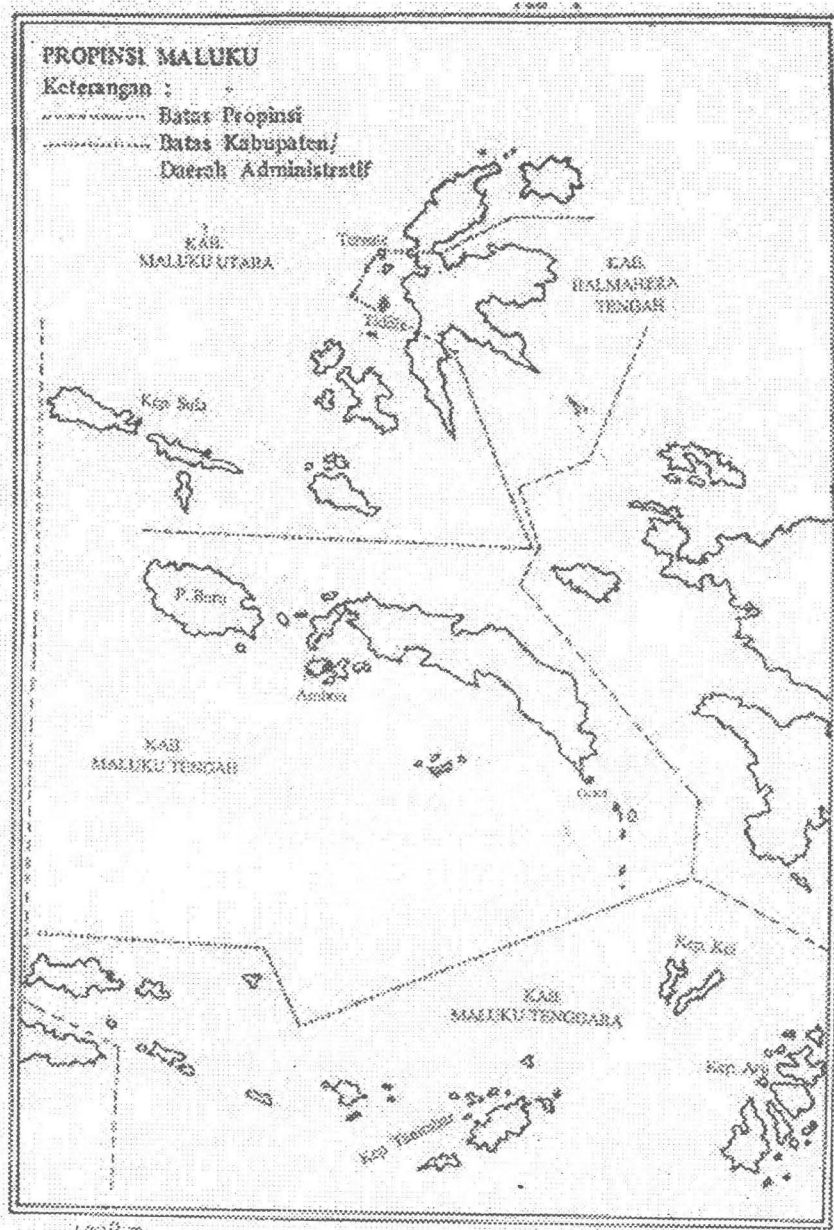 PROPINSI MALUKU
Keterangan :
Batas Propinsi
Batas Kabupaten/
Daerah Administratif
KAB.
MALUKU UTARA
Ternate
KAB.
HALMAHERA
TENGAH
Tidore
Kep. Sula
P. Buru
Ambon
KAB.
MALUKU TENGAH
Kep. Kei
KAB.
MALUKU TENGGARA
Kep. Aru
Kep. Tanimbar